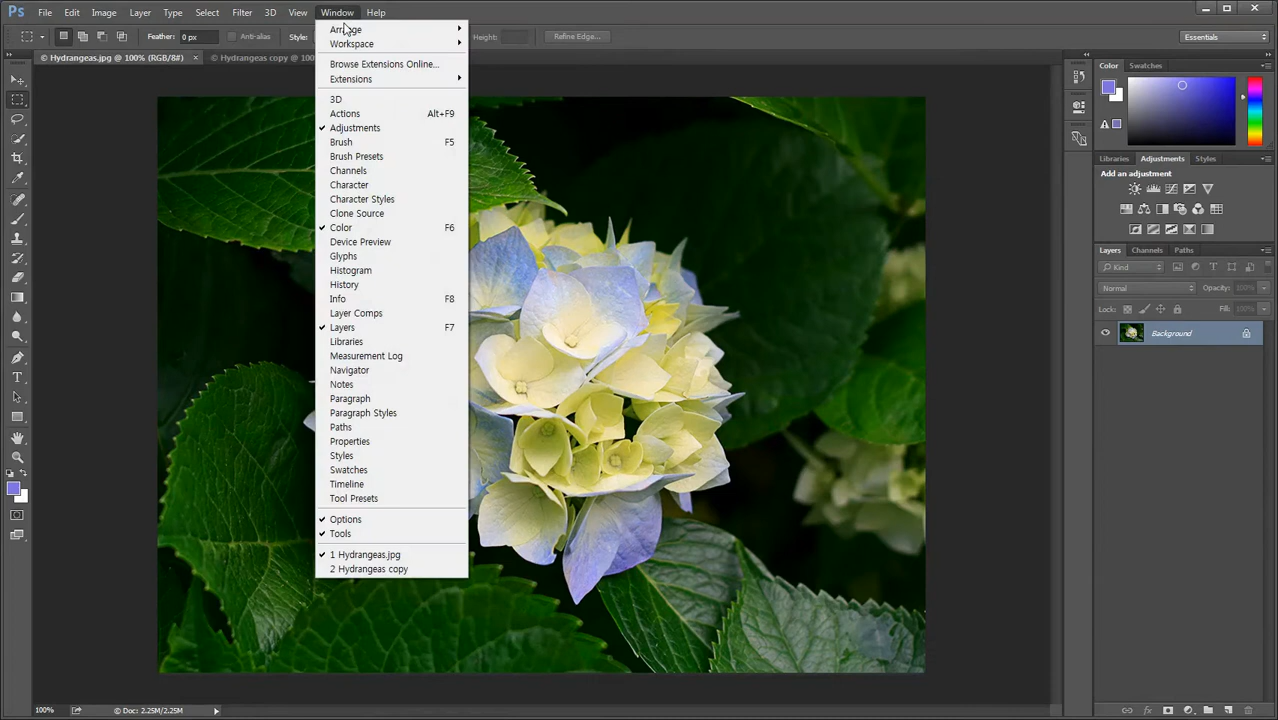 Ps File Edit Image Layer Type Select Filter 3D View Window Help
Feather: 0 px Anti-alias Style: Height: Refine Edge... Essentials
© Hydrangeas.jpg @ 100% (RGB/8#) × © Hydrangeas copy @ 100
Arrange
Workspace
Browse Extensions Online...
Extensions
3D
Actions Alt+F9
Adjustments
Brush F5
Brush Presets
Channels
Character
Character Styles
Clone Source
Color F6
Device Preview
Glyphs
Histogram
History
Info F8
Layer Comps
Layers F7
Libraries
Measurement Log
Navigator
Notes
Paragraph
Paragraph Styles
Paths
Properties
Styles
Swatches
Timeline
Tool Presets
Options
Tools
1 Hydrangeas.jpg
2 Hydrangeas copy
Color Swatches
Libraries Adjustments Styles
Add an adjustment
Layers Channels Paths
Kind
Normal Opacity: 100%
Lock: Fill: 100%
Background
fx
100% © Doc: 2.25M/2.25M